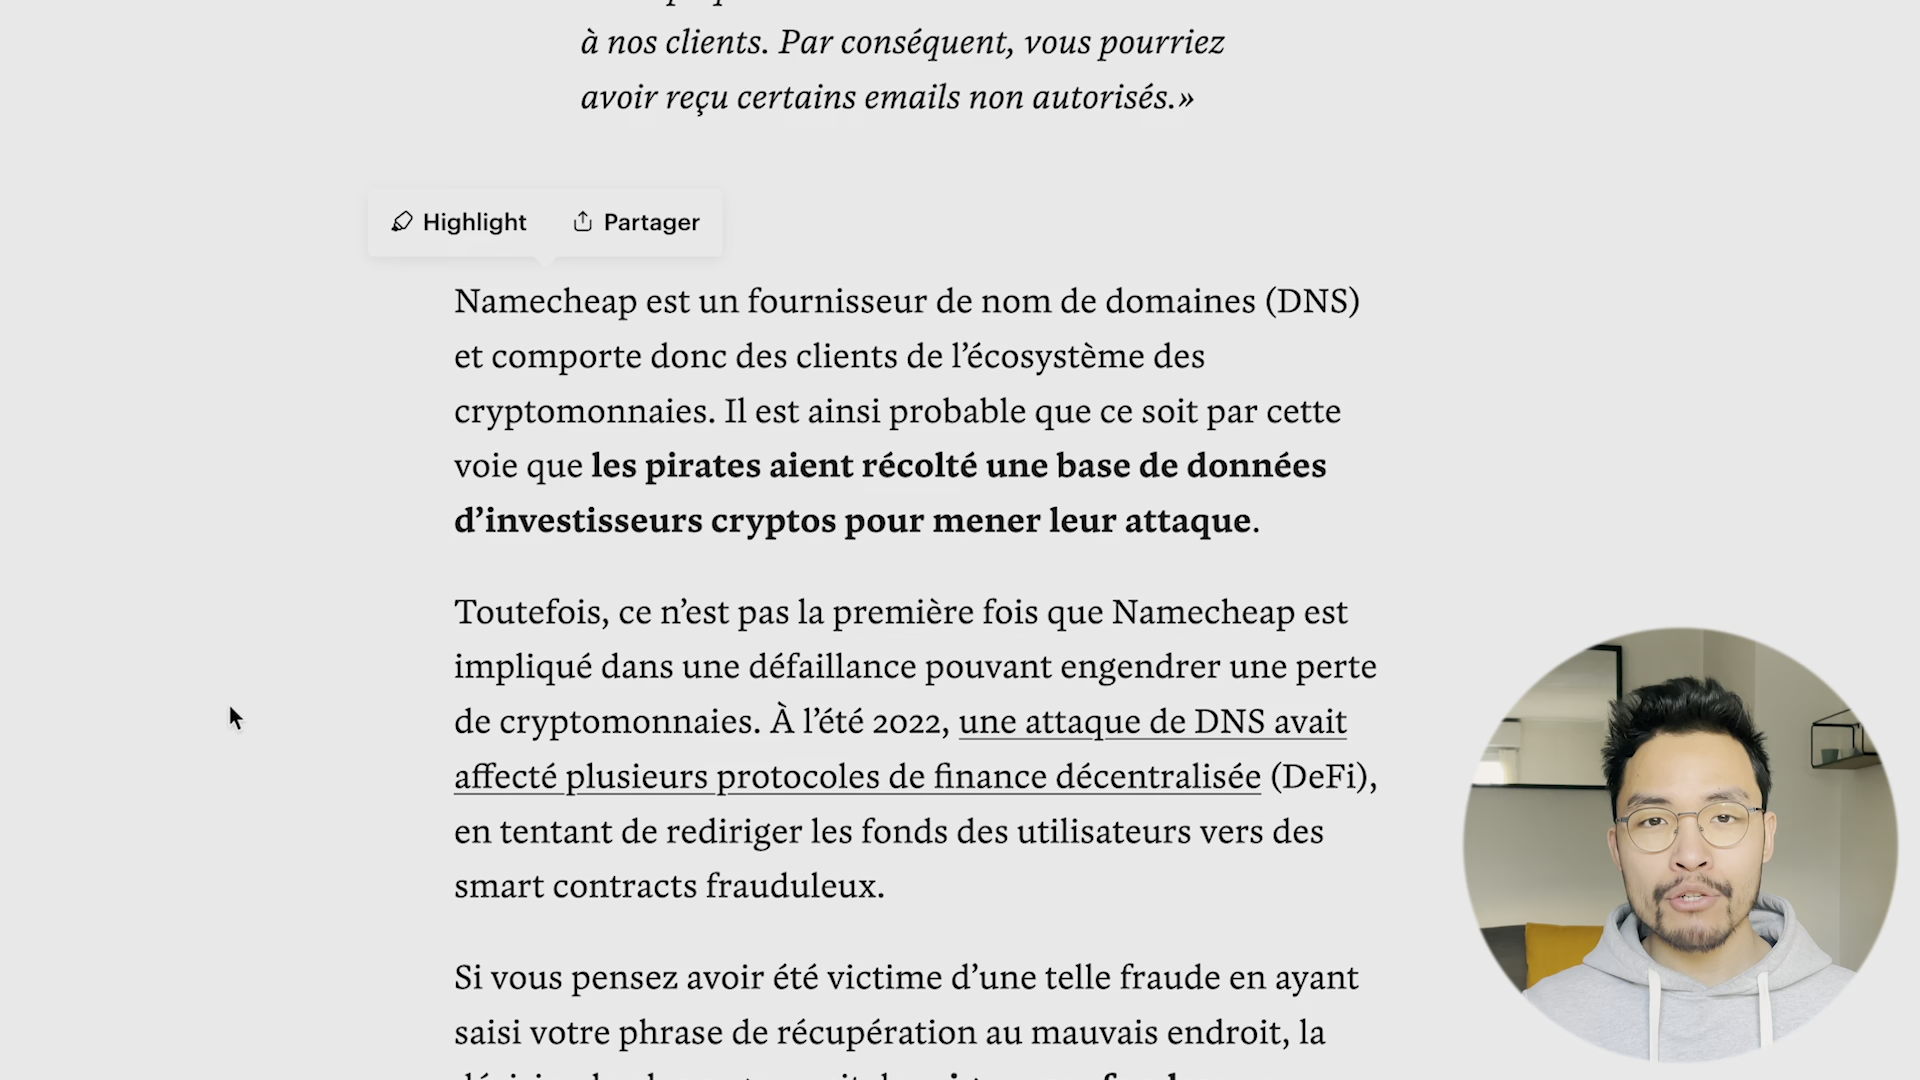 à nos clients. Par conséquent, vous pourriez
avoir reçu certains emails non autorisés.»
Highlight Partager
Namecheap est un fournisseur de nom de domaines (DNS)
et comporte donc des clients de l’écosystème des
cryptomonnaies. Il est ainsi probable que ce soit par cette
voie que les pirates aient récolté une base de données
d’investisseurs cryptos pour mener leur attaque.
Toutefois, ce n’est pas la première fois que Namecheap est
impliqué dans une défaillance pouvant engendrer une perte
de cryptomonnaies. À l’été 2022, une attaque de DNS avait
affecté plusieurs protocoles de finance décentralisée (DeFi),
en tentant de rediriger les fonds des utilisateurs vers des
smart contracts frauduleux.
Si vous pensez avoir été victime d’une telle fraude en ayant
saisi votre phrase de récupération au mauvais endroit, la